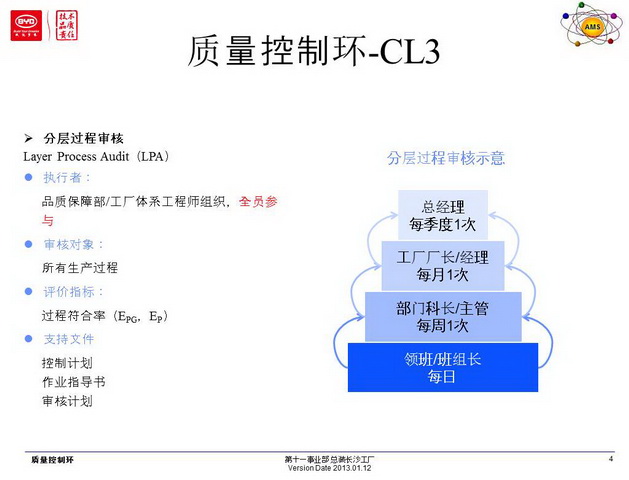 BYD
技术
品质
责任
AMS
质量控制环-CL3
分层过程审核
Layer Process Audit（LPA）
执行者：
品质保障部/工厂体系工程师组织，全员参
与
审核对象：
所有生产过程
评价指标：
过程符合率（EPG，EP）
支持文件
控制计划
作业指导书
审核计划
分层过程审核示意
总经理
每季度1次
工厂厂长/经理
每月1次
部门科长/主管
每周1次
领班/班组长
每日
质量控制环
第十一事业部总装长沙工厂
Version Date 2013.01.12
4